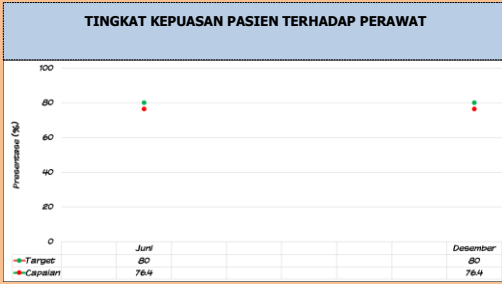 TINGKAT KEPUASAN PASIEN TERHADAP PERAWAT
100
80
60
40
20
0
Presentase (%)
Juni Desember
Target 80 80
Capaian 76.4 76.4